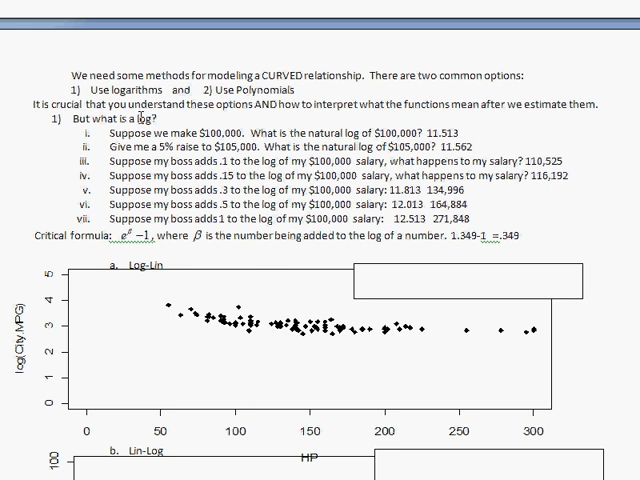 We need some methods for modeling a CURVED relationship. There are two common options:
1) Use logarithms and 2) Use Polynomials
It is crucial that you understand these options AND how to interpret what the functions mean after we estimate them.
1) But what is a log?
i. Suppose we make $100,000. What is the natural log of $100,000? 11.513
ii. Give me a 5% raise to $105,000. What is the natural log of $105,000? 11.562
iii. Suppose my boss adds .1 to the log of my $100,000 salary, what happens to my salary? 110,525
iv. Suppose my boss adds .15 to the log of my $100,000 salary, what happens to my salary? 116,192
v. Suppose my boss adds .3 to the log of my $100,000 salary: 11.813 134,996
vi. Suppose my boss adds .5 to the log of my $100,000 salary: 12.013 164,884
vii. Suppose my boss adds 1 to the log of my $100,000 salary: 12.513 271,848
Critical formula: e^β −1, where β is the number being added to the log of a number. 1.349-1 =.349
a. Log-Lin
log(City.MPG)
5
4
3
2
1
0
0 50 100 150 200 250 300
HP
b. Lin-Log
100